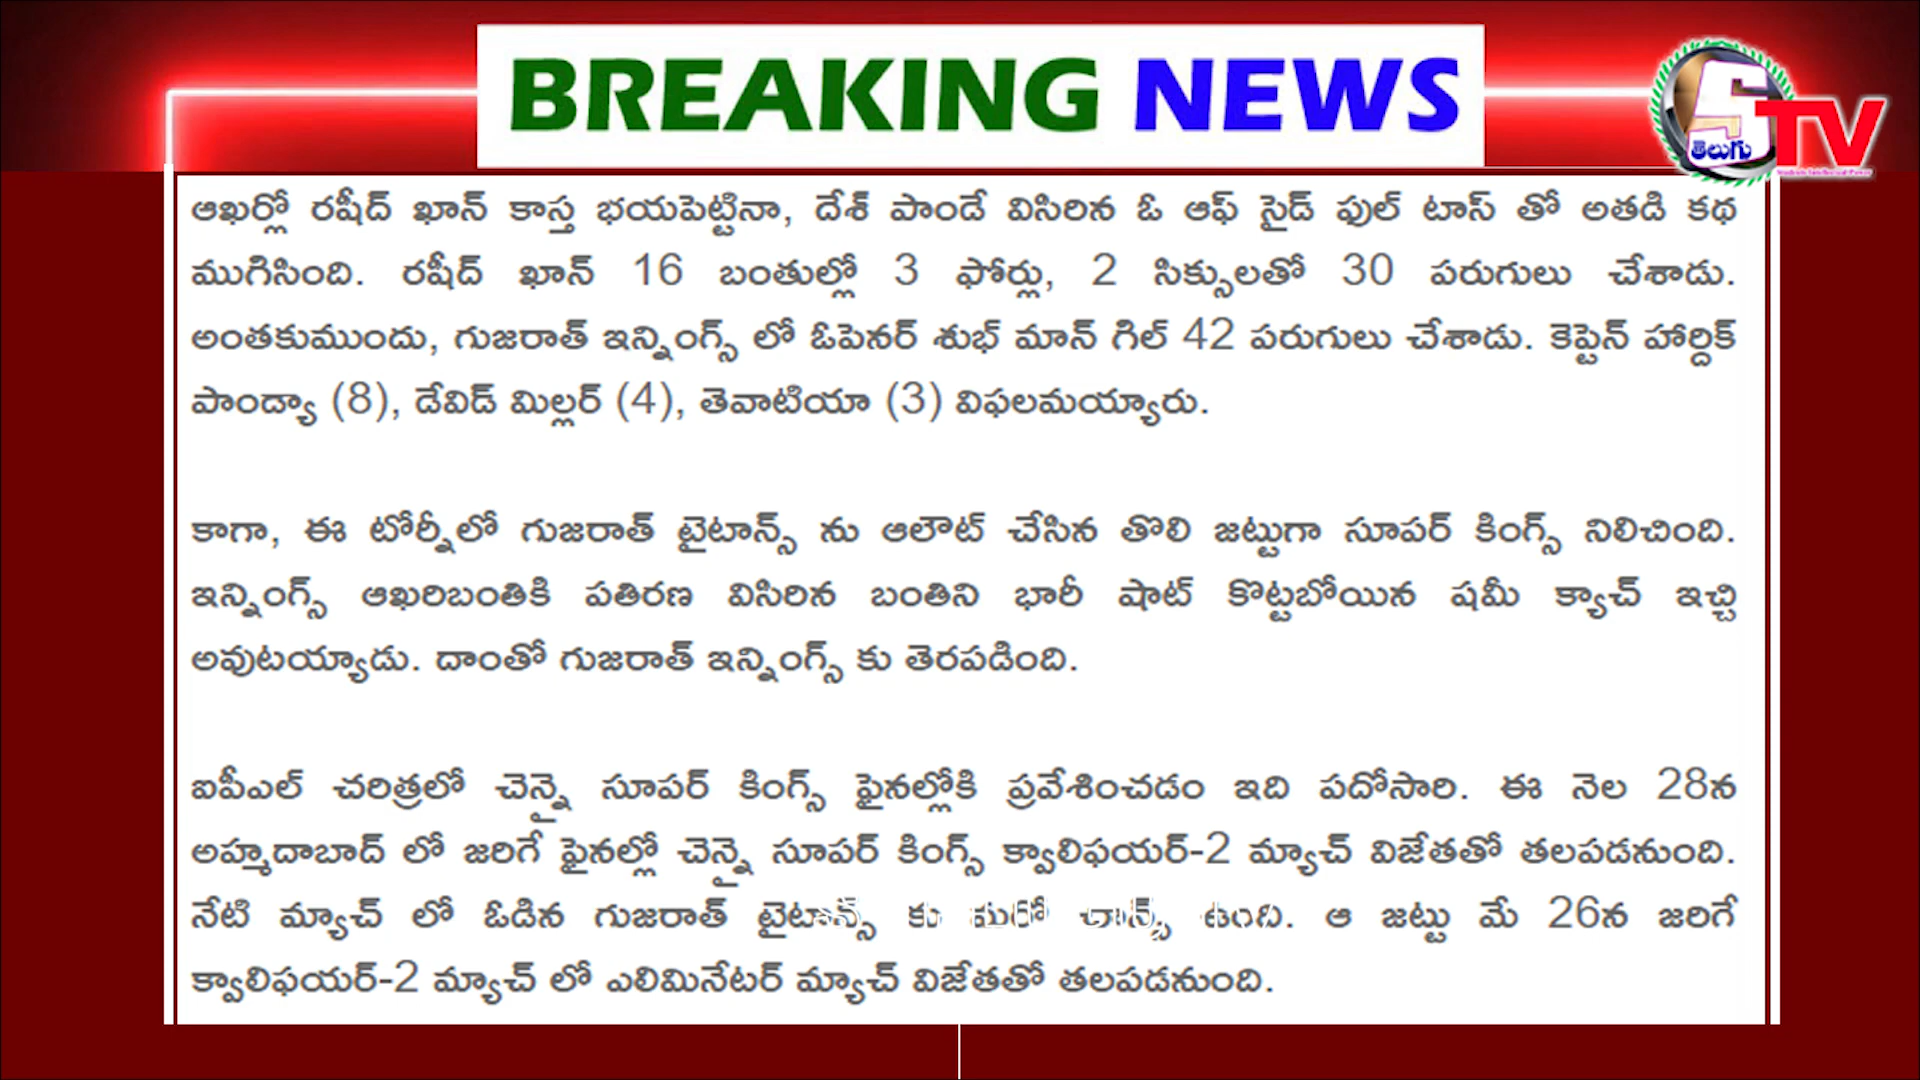 BREAKING NEWS
S TV
తెలుగు
ఆఖర్లో రషీద్ ఖాన్ కాస్త భయపెట్టినా, దేశ్ పాండే విసిరిన ఓ ఆఫ్ సైడ్ ఫుల్ టాస్ తో అతడి కథ
ముగిసింది. రషీద్ ఖాన్ 16 బంతుల్లో 3 ఫోర్లు, 2 సిక్సులతో 30 పరుగులు చేశాడు.
అంతకుముందు, గుజరాత్ ఇన్నింగ్స్ లో ఓపెనర్ శుభ్ మాన్ గిల్ 42 పరుగులు చేశాడు. కెప్టెన్ హార్దిక్
పాండ్యా (8), డేవిడ్ మిల్లర్ (4), తెవాటియా (3) విఫలమయ్యారు.
కాగా, ఈ టోర్నీలో గుజరాత్ టైటాన్స్ ను ఆలౌట్ చేసిన తొలి జట్టుగా సూపర్ కింగ్స్ నిలిచింది.
ఇన్నింగ్స్ ఆఖరిబంతికి పతిరణ విసిరిన బంతిని భారీ షాట్ కొట్టబోయిన షమీ క్యాచ్ ఇచ్చి
అవుటయ్యాడు. దాంతో గుజరాత్ ఇన్నింగ్స్ కు తెరపడింది.
ఐపీఎల్ చరిత్రలో చెన్నై సూపర్ కింగ్స్ ఫైనల్లోకి ప్రవేశించడం ఇది పదోసారి. ఈ నెల 28న
అహ్మదాబాద్ లో జరిగే ఫైనల్లో చెన్నై సూపర్ కింగ్స్ క్వాలిఫయర్-2 మ్యాచ్ విజేతతో తలపడనుంది.
నేటి మ్యాచ్ లో ఓడిన గుజరాత్ టైటాన్స్ కు మరో చాన్స్ ఉంది. ఆ జట్టు మే 26న జరిగే
క్వాలిఫయర్-2 మ్యాచ్ లో ఎలిమినేటర్ మ్యాచ్ విజేతతో తలపడనుంది.